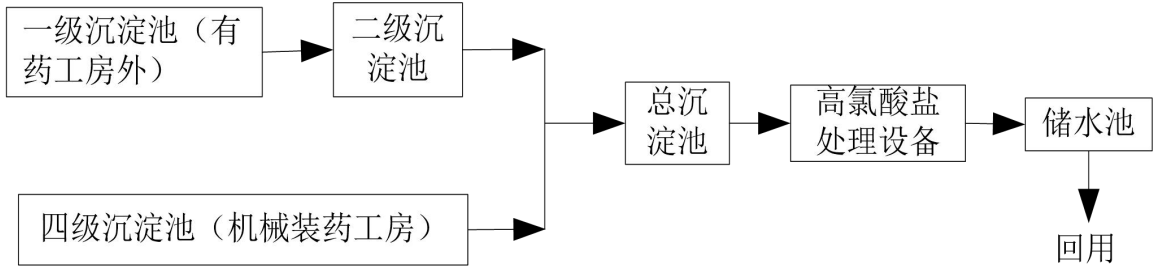 一级沉淀池（有
药工房外）
二级沉
淀池
四级沉淀池（机械装药工房）
总沉
淀池
高氯酸盐
处理设备
储水池
回用